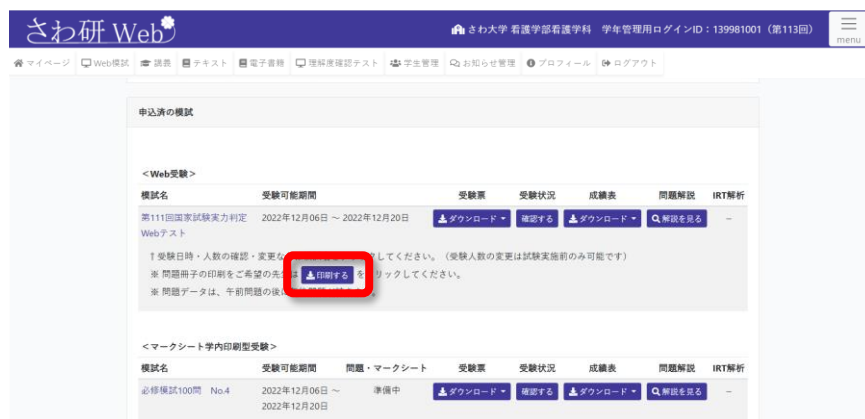 さわ研 Web
さわ大学 看護学部看護学科 学年管理用ログインID：139981001（第113回）
menu
マイページ Web模試 講義 テキスト 電子書籍 理解度確認テスト 学生管理 お知らせ管理 プロフィール ログアウト
申込済の模試
<Web受験>
模試名 受験可能期間 受験票 受験状況 成績表 問題解説 IRT解析
第111回国家試験実力判定 2022年12月06日 ～ 2022年12月20日 ダウンロード 確認する ダウンロード 解説を見る –
Webテスト
↑受験日時・人数の確認・変更な クしてください。（受験人数の変更は試験実施前のみ可能です）
※ 問題冊子の印刷をご希望の先生は 印刷する をクリックしてください。
※ 問題データは、午前問題の後に
<マークシート学内印刷型受験>
模試名 受験可能期間 問題・マークシート 受験票 受験状況 成績表 問題解説 IRT解析
必修模試100問 No.4 2022年12月06日 ～ 準備中 ダウンロード 確認する ダウンロード 解説を見る –
2022年12月20日